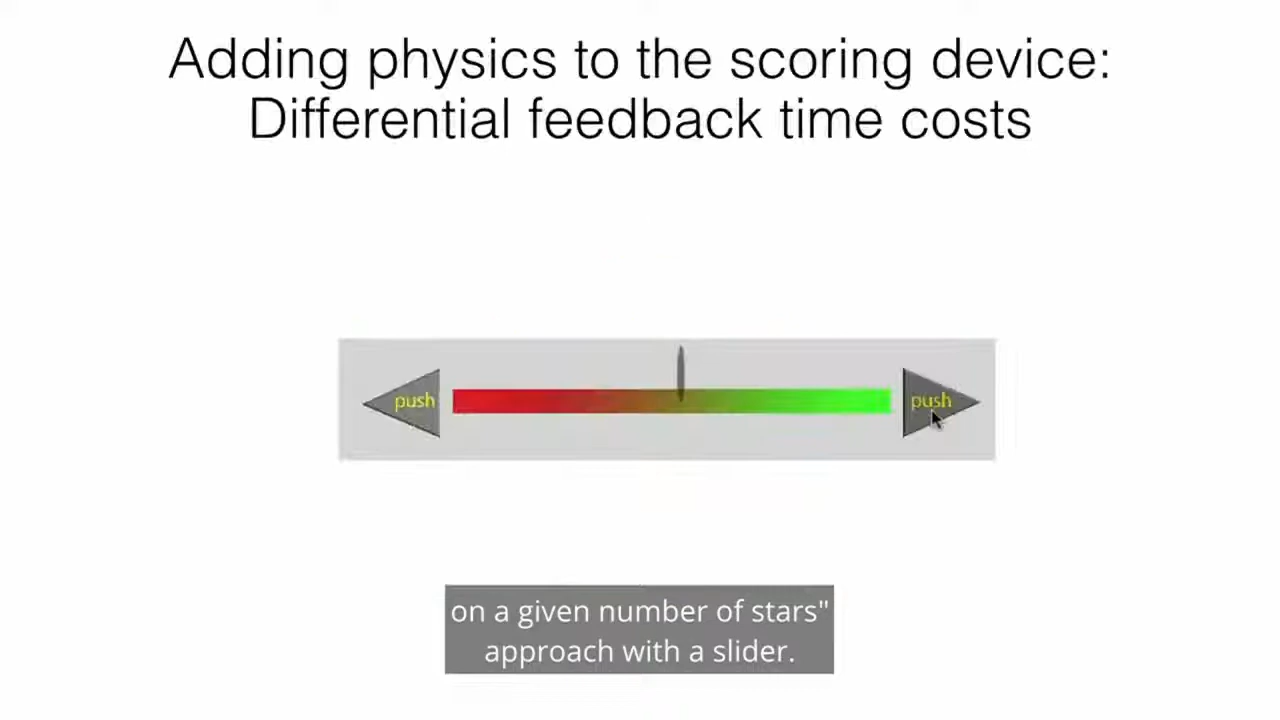 Adding physics to the scoring device:
Differential feedback time costs
push
push
on a given number of stars"
approach with a slider.